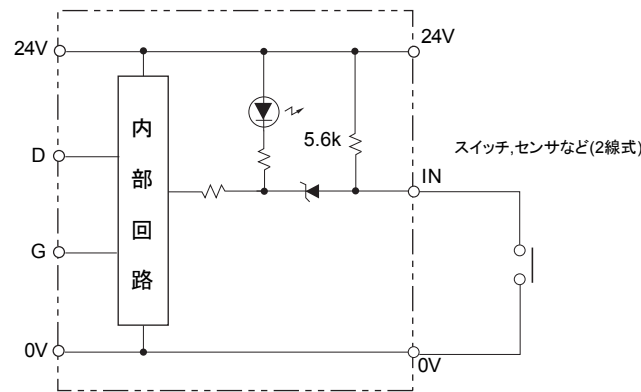 24V
24V
内
部
回
路
D
G
5.6k
IN
スイッチ,センサなど(2線式)
0V
0V